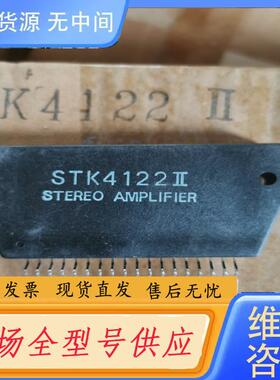 货源 无中间
K4122 II
STK4122II
STEREO AMPLIFIER
发票 现货直发 售后无忧
场全型号供应
维
咨